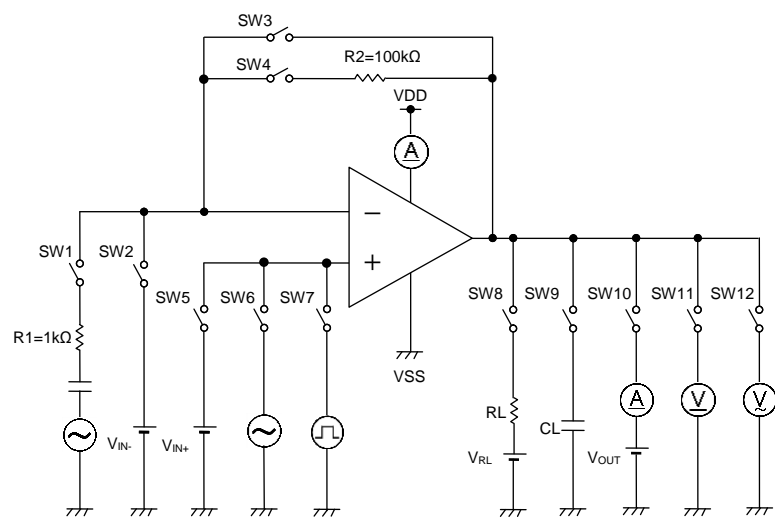 SW3
R2=100kΩ
SW4
VDD
A
−
SW1
SW2
+
SW5
SW6
SW7
SW8
SW9
SW10
SW11
SW12
R1=1kΩ
VSS
A
V
V
~
RL
CL
VIN-
VIN+
VRL
VOUT